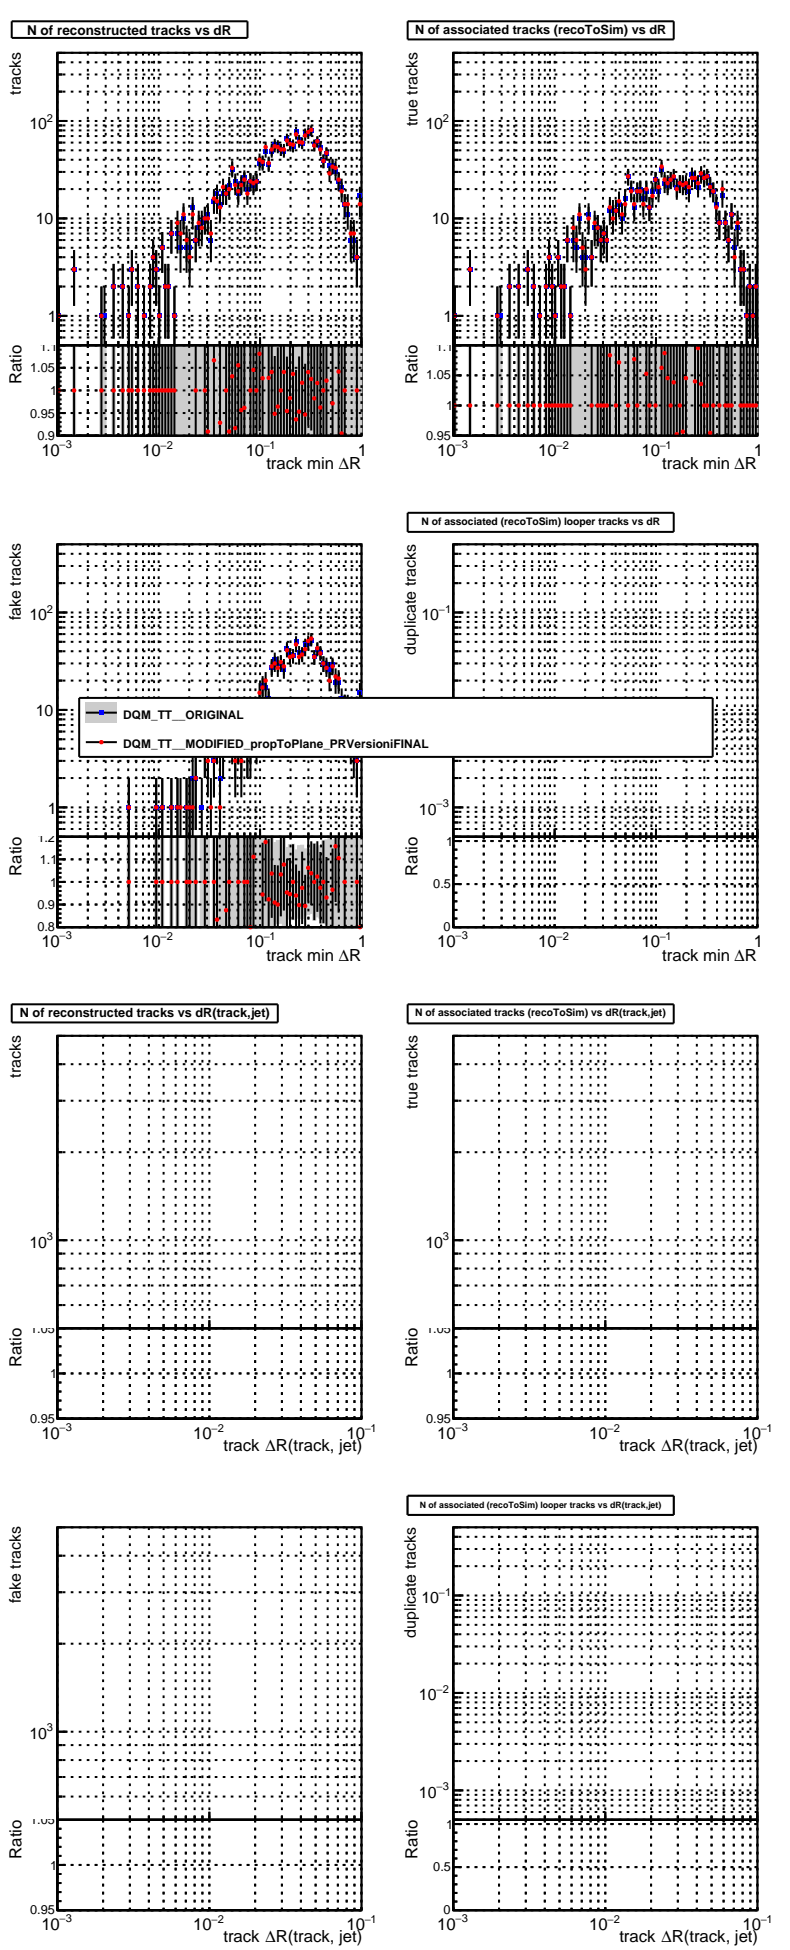 N of reconstructed tracks vs dR
tracks
10²
10
1
Ratio
1.1
1.05
1
0.95
0.9
10⁻³ 10⁻² 10⁻¹ 1
track min ΔR
N of associated tracks (recoToSim) vs dR
true tracks
10²
10
1
Ratio
1.1
1.05
1
0.95
10⁻³ 10⁻² 10⁻¹ 1
track min ΔR
fake tracks
10²
10
1
Ratio
1.2
1.1
1
0.9
0.8
10⁻³ 10⁻² 10⁻¹ 1
track min ΔR
N of associated (recoToSim) looper tracks vs dR
duplicate tracks
10⁻¹
10⁻³
Ratio
1
0.5
0
10⁻³ 10⁻² 10⁻¹ 1
track min ΔR
DQM_TT__ORIGINAL
DQM_TT__MODIFIED_propToPlane_PRVersioniFINAL
N of reconstructed tracks vs dR(track,jet)
tracks
10³
Ratio
1.05
1
0.95
10⁻³ 10⁻² 10⁻¹
track ΔR(track, jet)
N of associated tracks (recoToSim) vs dR(track,jet)
true tracks
10³
Ratio
1.05
1
0.95
10⁻³ 10⁻² 10⁻¹
track ΔR(track, jet)
fake tracks
10³
Ratio
1.05
1
0.95
10⁻³ 10⁻² 10⁻¹
track ΔR(track, jet)
N of associated (recoToSim) looper tracks vs dR(track,jet)
duplicate tracks
10⁻¹
10⁻²
10⁻³
Ratio
1
0.5
0
10⁻³ 10⁻² 10⁻¹
track ΔR(track, jet)